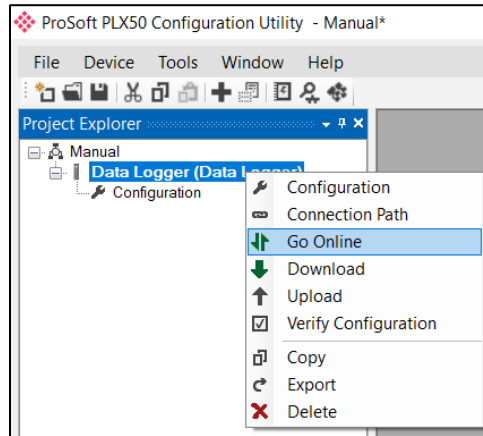 ProSoft PLX50 Configuration Utility - Manual*
File Device Tools Window Help
Project Explorer
Manual
Data Logger (Data Logger)
Configuration
Configuration
Connection Path
Go Online
Download
Upload
Verify Configuration
Copy
Export
Delete